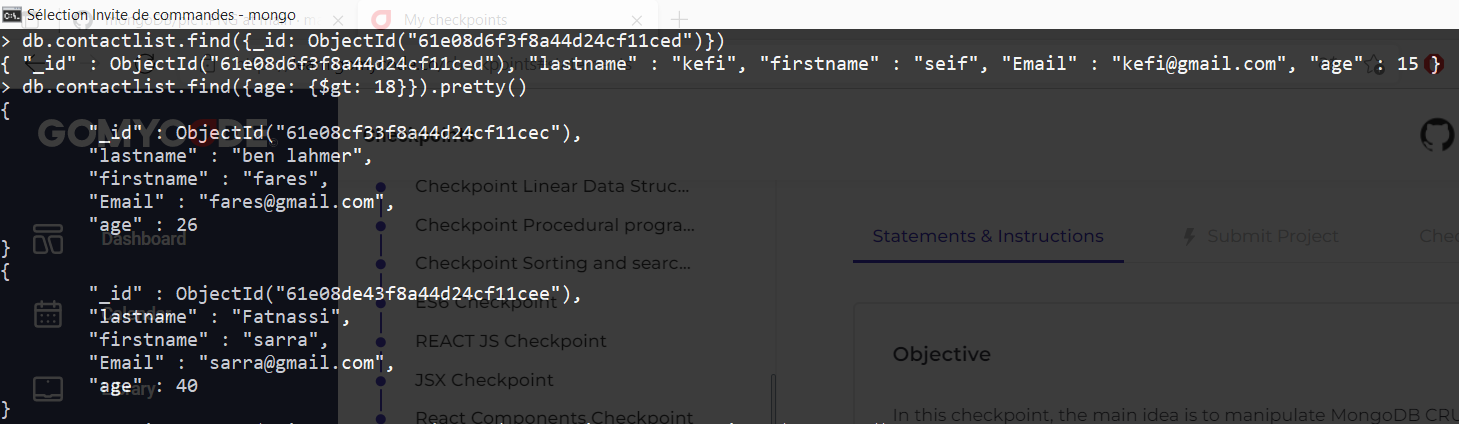 Sélection Invite de commandes - mongo
My checkpoints
> db.contactlist.find({_id: ObjectId("61e08d6f3f8a44d24cf11ced")})
{ "_id" : ObjectId("61e08d6f3f8a44d24cf11ced"), "lastname" : "kefi", "firstname" : "seif", "Email" : "kefi@gmail.com", "age" : 15 }
> db.contactlist.find({age: {$gt: 18}}).pretty()
{
"_id" : ObjectId("61e08cf33f8a44d24cf11cec"),
"lastname" : "ben lahmer",
"firstname" : "fares",
"Email" : "fares@gmail.com",
"age" : 26
}
{
"_id" : ObjectId("61e08de43f8a44d24cf11cee"),
"lastname" : "Fatnassi",
"firstname" : "sarra",
"Email" : "sarra@gmail.com",
"age" : 40
}
GOMYCODE
Dashboard
Calendar
Library
Checkpoints
Checkpoint Linear Data Struc...
Checkpoint Procedural progra...
Checkpoint Sorting and searc...
ES6 Checkpoint
REACT JS Checkpoint
JSX Checkpoint
React Components Checkpoint
Statements & Instructions
Submit Project
Objective
In this checkpoint, the main idea is to manipulate MongoDB CRU